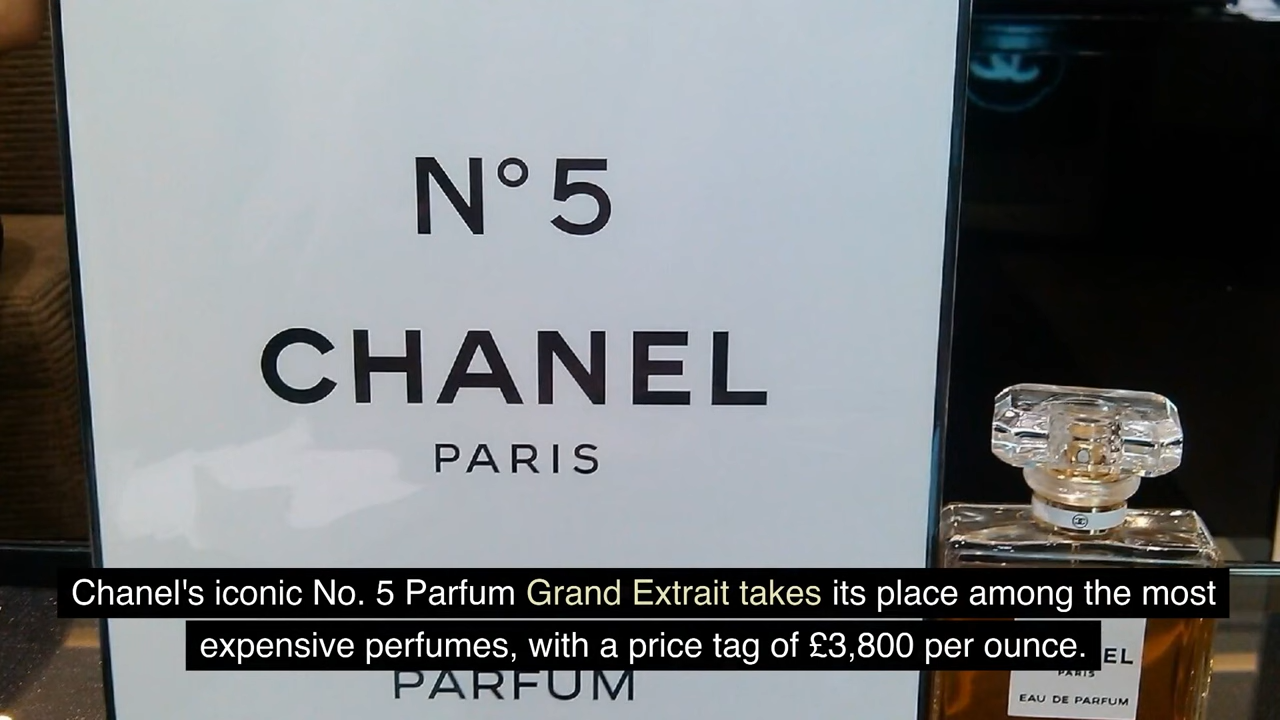 N°5
CHANEL
PARIS
Chanel's iconic No. 5 Parfum Grand Extrait takes its place among the most
expensive perfumes, with a price tag of £3,800 per ounce.
PARFUM
EL
PARIS
EAU DE PARFUM